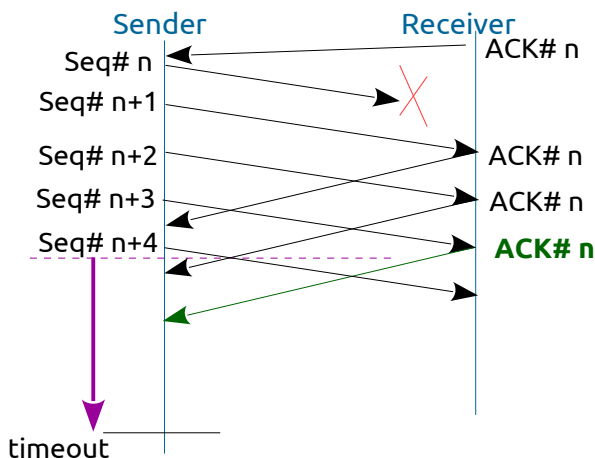 Sender
Receiver
ACK# n
Seq# n
Seq# n+1
Seq# n+2
ACK# n
Seq# n+3
ACK# n
Seq# n+4
ACK# n
timeout